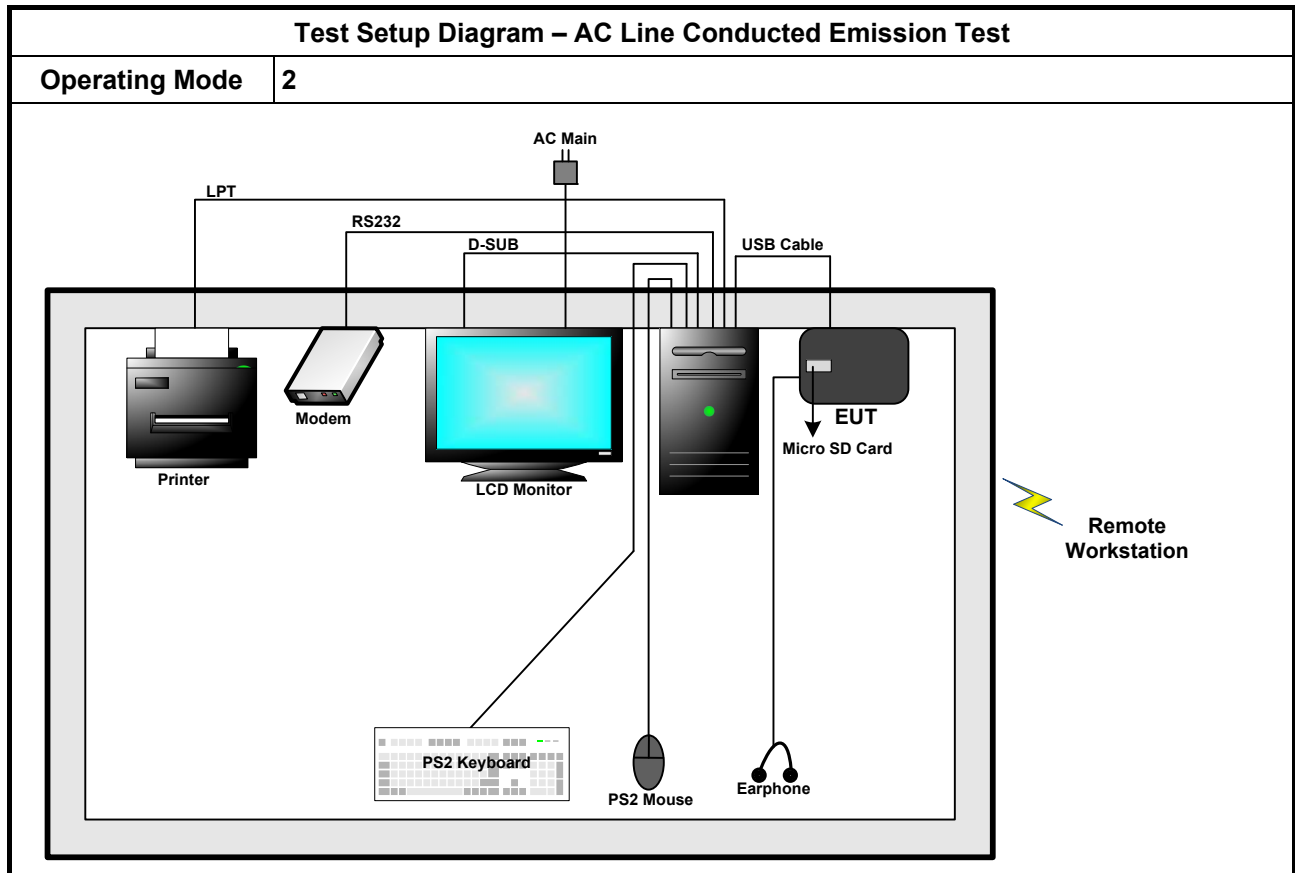 Test Setup Diagram – AC Line Conducted Emission Test
Operating Mode 2
AC Main
LPT
RS232
D-SUB
USB Cable
EUT
Modem
Micro SD Card
Printer
LCD Monitor
Remote
Workstation
PS2 Keyboard
PS2 Mouse
Earphone